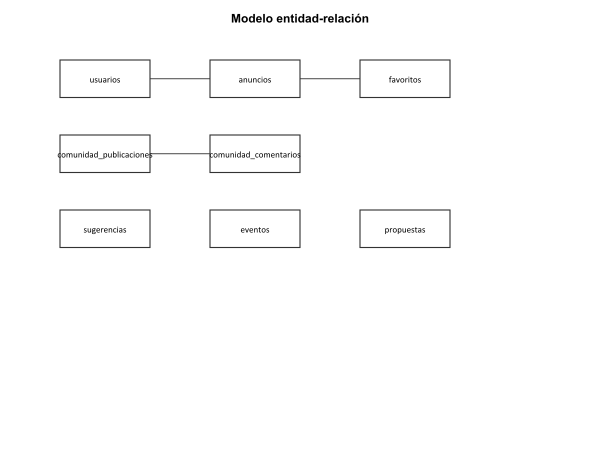 Modelo entidad-relación
usuarios
anuncios
favoritos
comunidad_publicaciones
comunidad_comentarios
sugerencias
eventos
propuestas